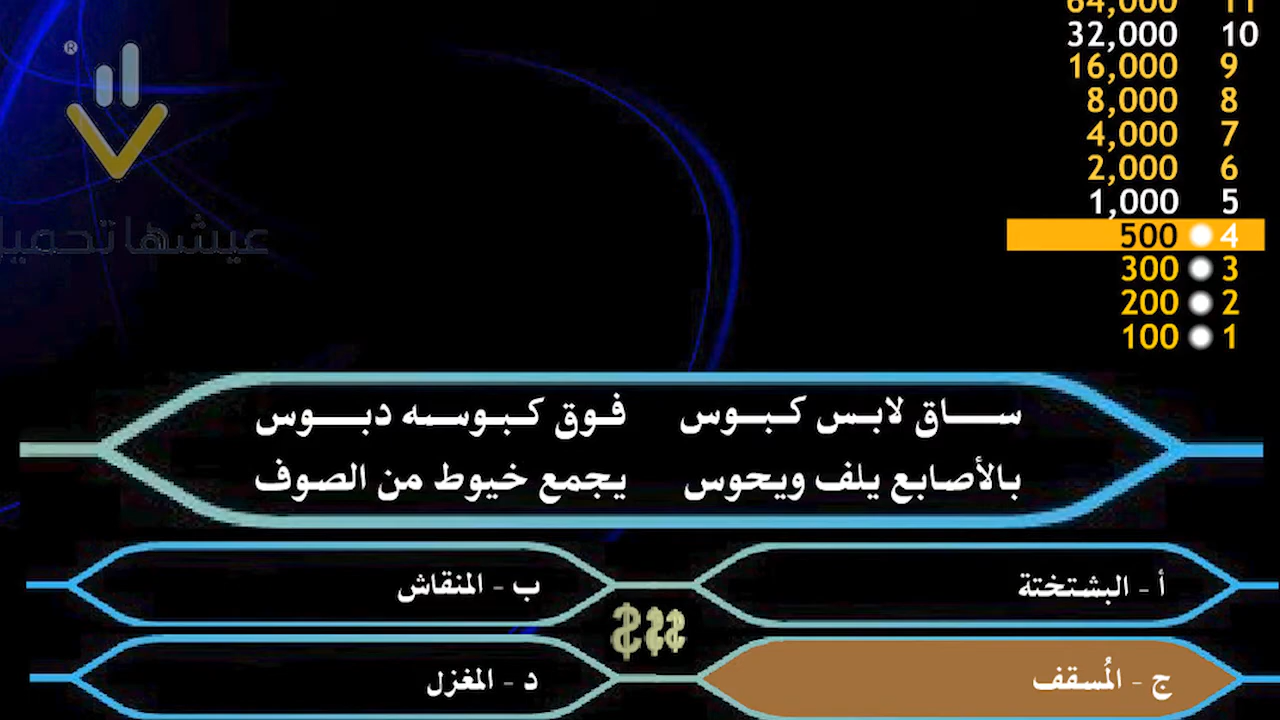 64,000 11
32,000 10
16,000 9
8,000 8
4,000 7
2,000 6
1,000 5
500 4
300 3
200 2
100 1
®
عيشها تحميل
ساق لابس كبوس فوق كبوسه دبوس
بالأصابع يلف ويحوس يجمع خيوط من الصوف
أ - البشتختة
ب - المنقاش
$$$
ج - المُسقف
د - المغزل